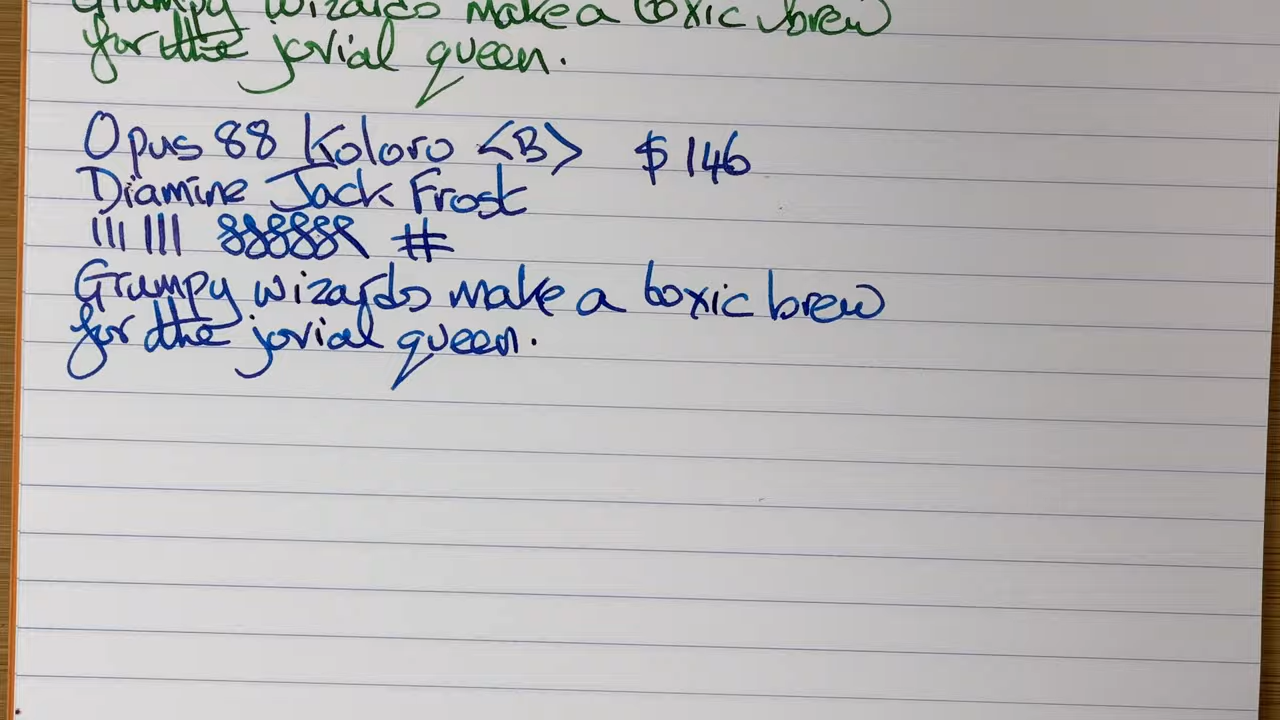 Grumpy wizards make a toxic brew
for the jovial queen.
Opus 88 Koloro <B> $146
Diamine Jack Frost
||| ||| 888888 #
Grumpy wizards make a toxic brew
for the jovial queen.